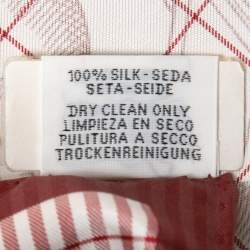 100% SILK-SEDA
SETA-SEIDE
DRY CLEAN ONLY
LIMPIEZA EN SECO
PULITURA A SECCO
TROCKENREINIGUNG